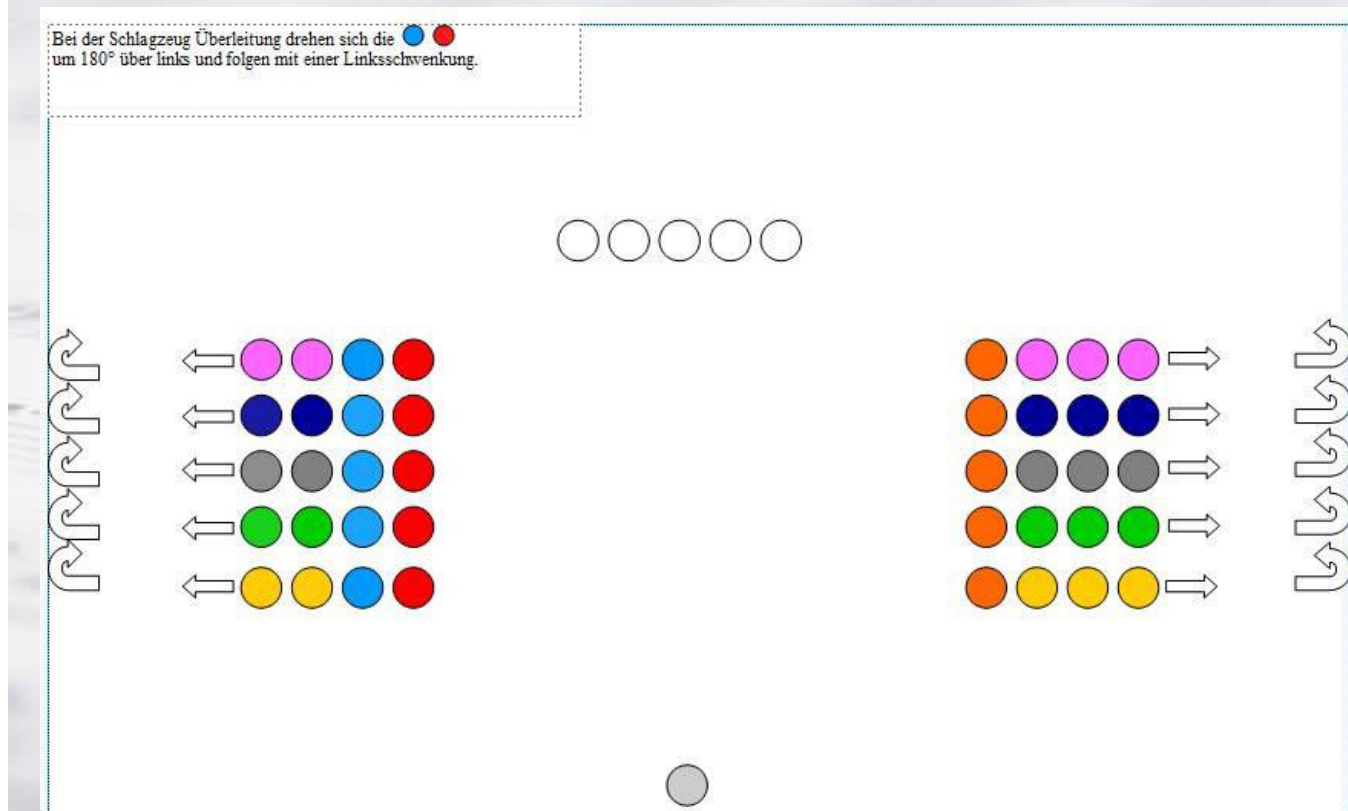 Bei der Schlagzeug Überleitung drehen sich die
um 180° über links und folgen mit einer Linksschwenkung.